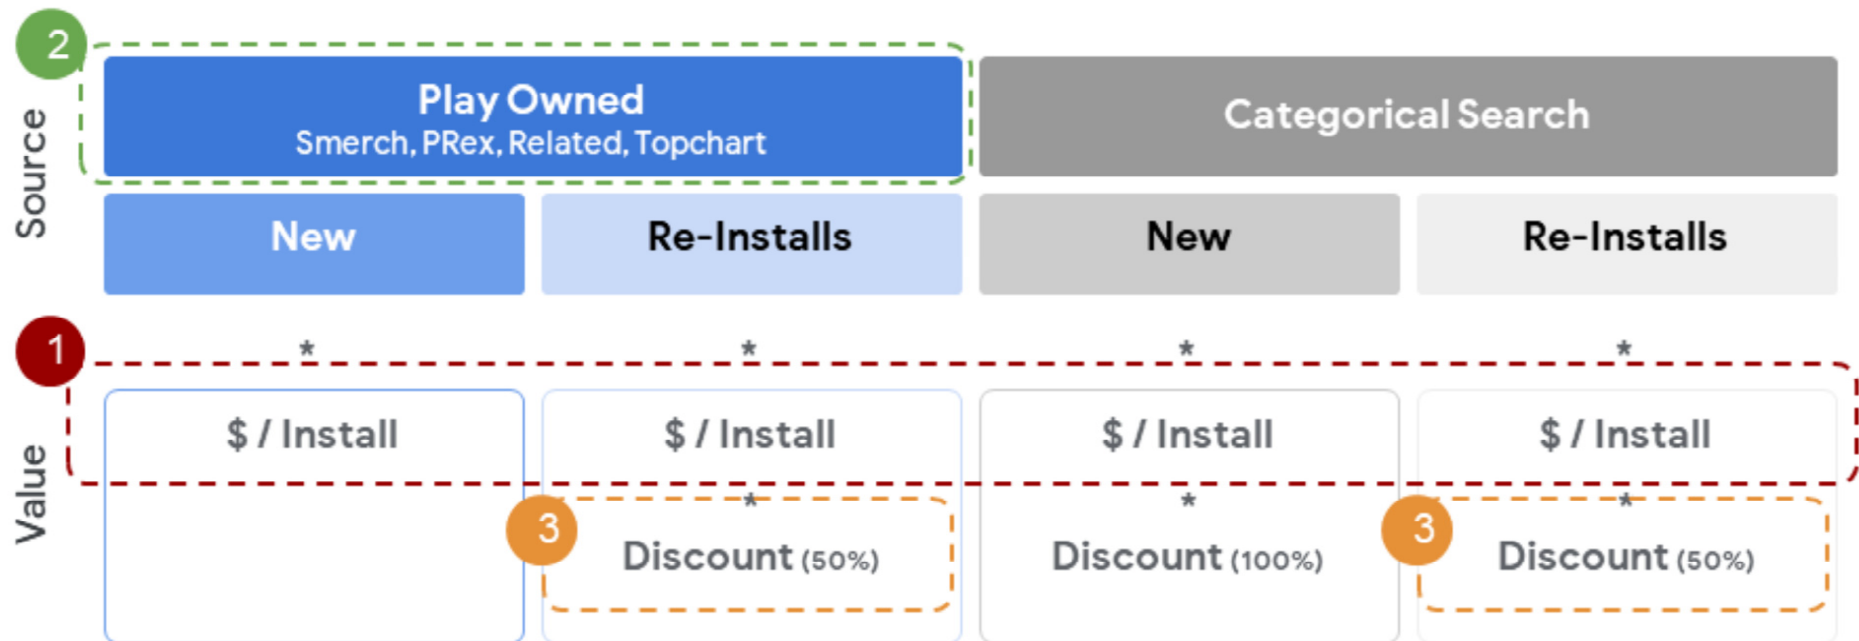 2
Source
Play Owned
Smerch, PRex, Related, Topchart
Categorical Search
New
Re-Installs
New
Re-Installs
1
* * * *
Value
$ / Install
$ / Install
$ / Install
$ / Install
* * *
3
Discount (50%)
Discount (100%)
3
Discount (50%)